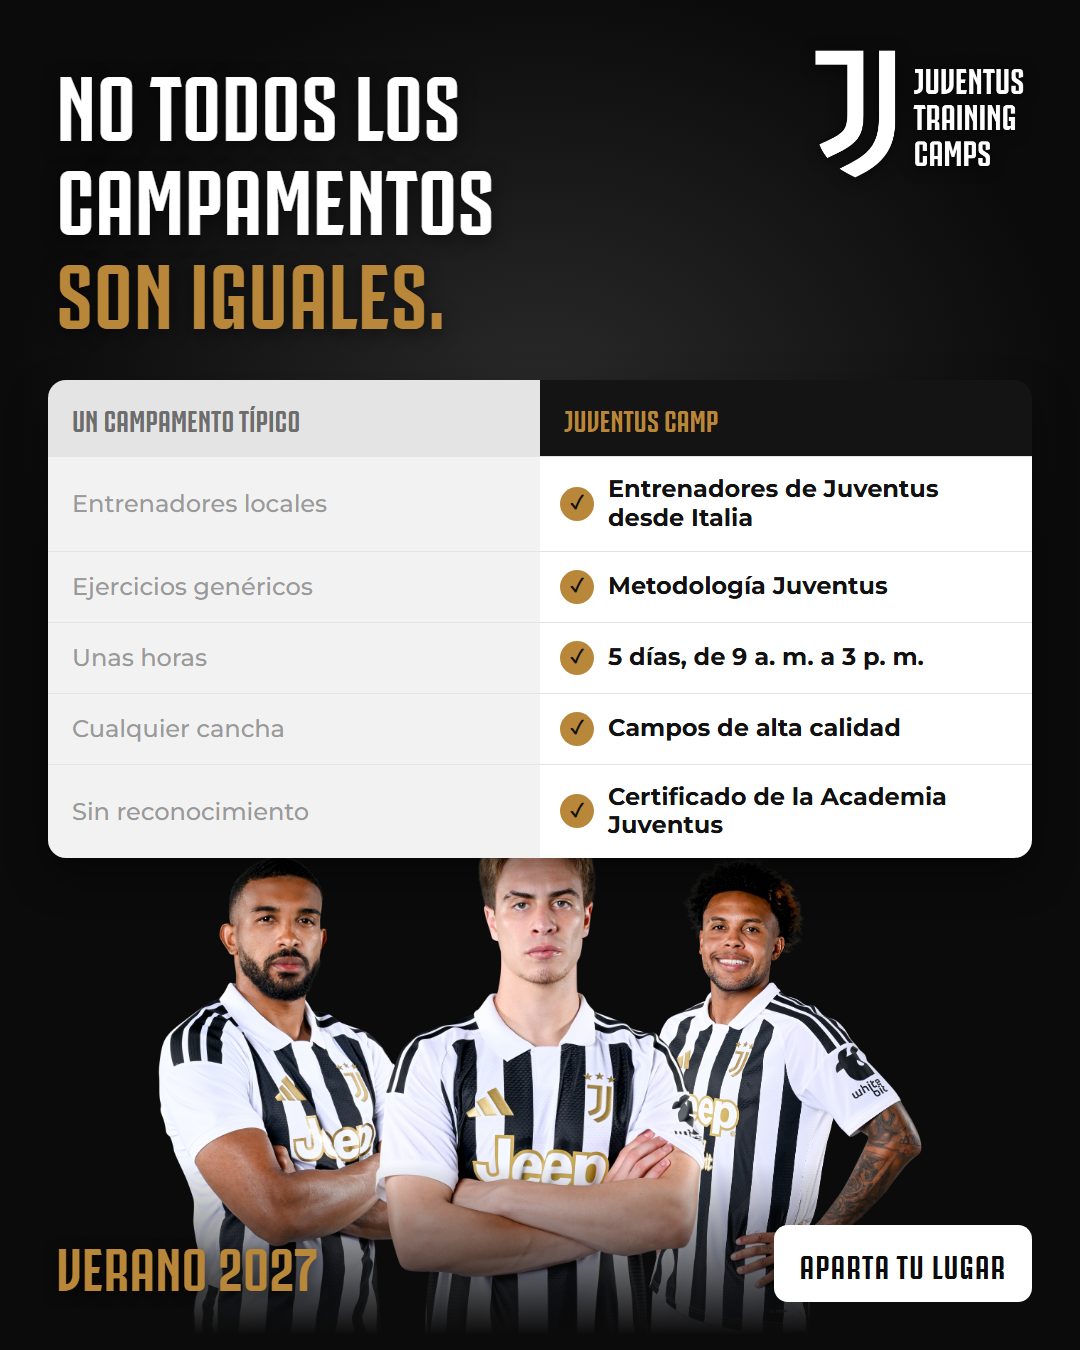 NO TODOS LOS
CAMPAMENTOS
SON IGUALES.
JUVENTUS
TRAINING
CAMPS
UN CAMPAMENTO TÍPICO
JUVENTUS CAMP
Entrenadores locales
Entrenadores de Juventus
desde Italia
Ejercicios genéricos
Metodología Juventus
Unas horas
5 días, de 9 a. m. a 3 p. m.
Cualquier cancha
Campos de alta calidad
Sin reconocimiento
Certificado de la Academia
Juventus
Jeep
Jeep
Jeep
white
bit
VERANO 2027
APARTA TU LUGAR